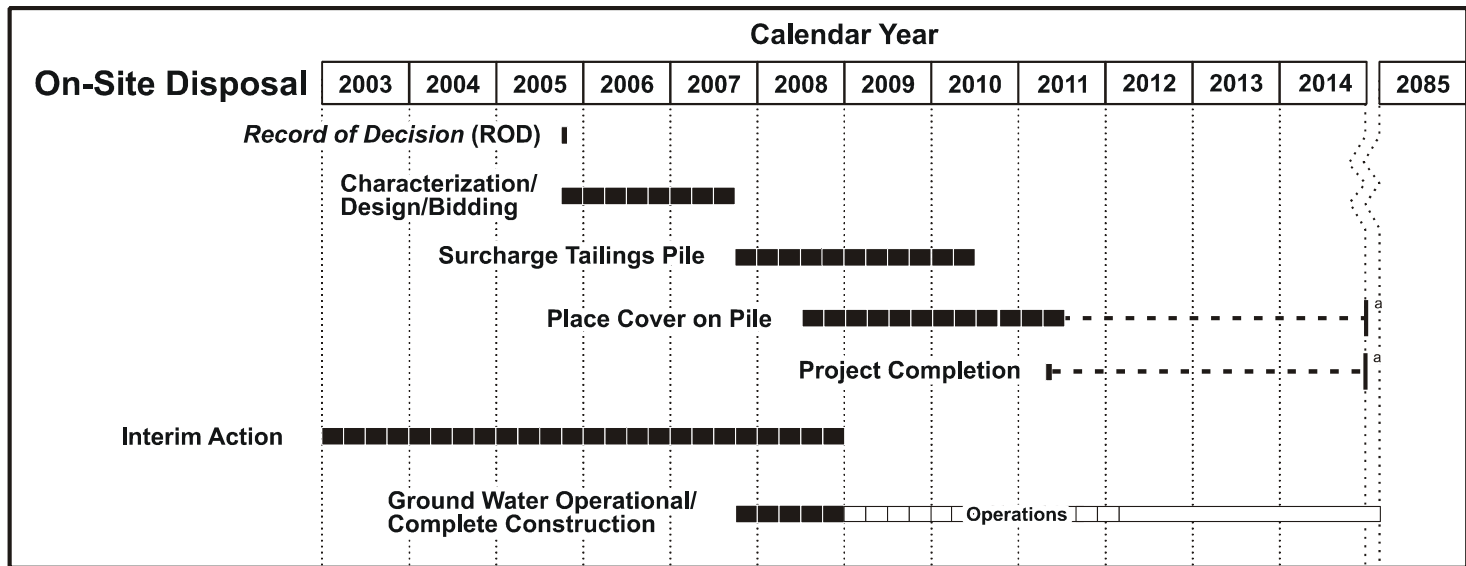 Calendar Year
On-Site Disposal 2003 2004 2005 2006 2007 2008 2009 2010 2011 2012 2013 2014 2085
Record of Decision (ROD)
Characterization/
Design/Bidding
Surcharge Tailings Pile
Place Cover on Pile a
Project Completion a
Interim Action
Ground Water Operational/
Complete Construction
Operations